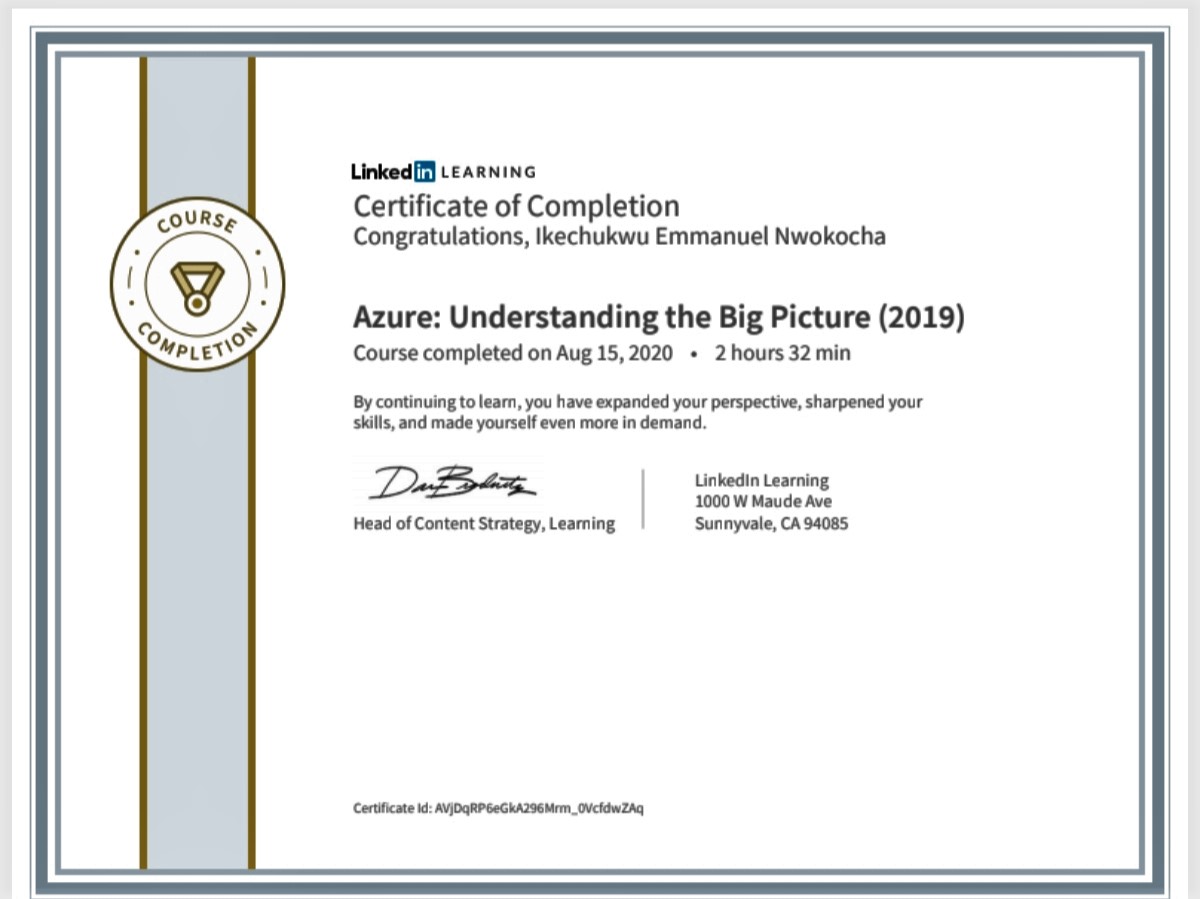 LinkedIn LEARNING
Certificate of Completion
Congratulations, Ikechukwu Emmanuel Nwokocha
COURSE
COMPLETION
Azure: Understanding the Big Picture (2019)
Course completed on Aug 15, 2020 • 2 hours 32 min
By continuing to learn, you have expanded your perspective, sharpened your
skills, and made yourself even more in demand.
Head of Content Strategy, Learning
LinkedIn Learning
1000 W Maude Ave
Sunnyvale, CA 94085
Certificate Id: AVjDqRP6eGkA296Mrm_0VcfdwZAq